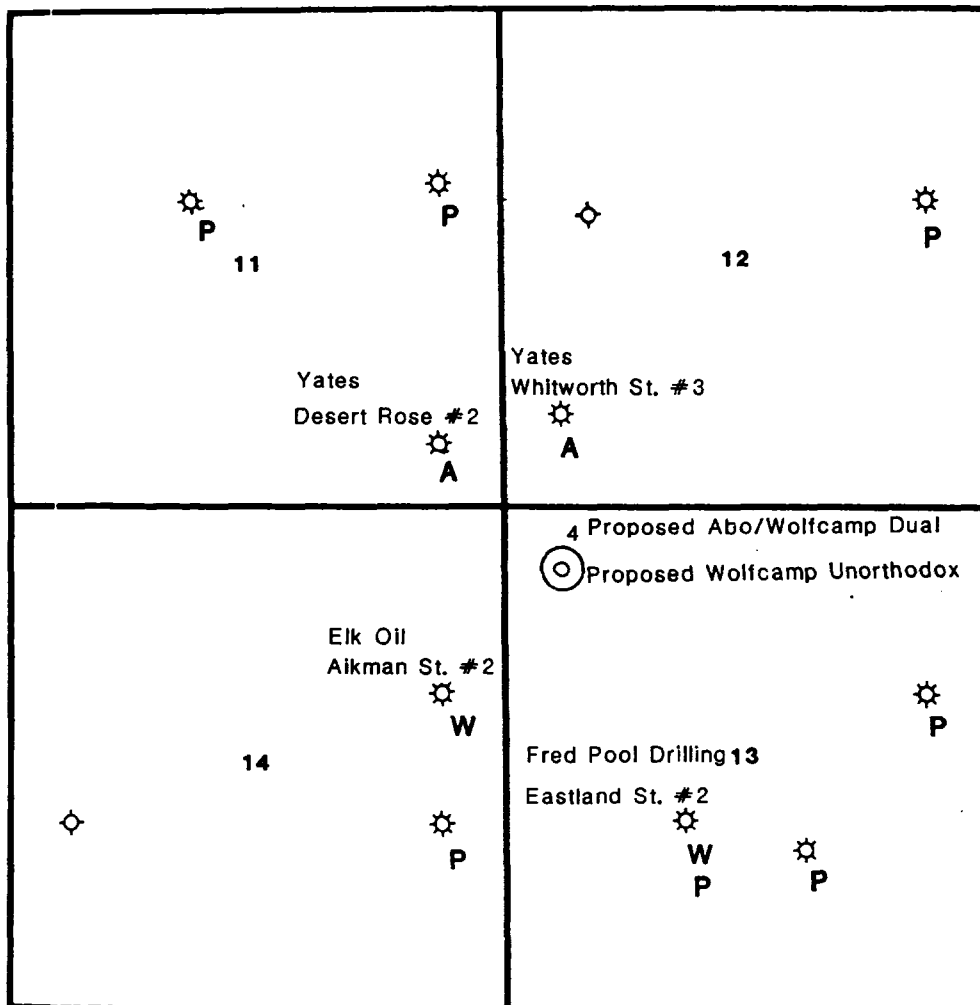 P
P
11
P
12
Yates
Desert Rose #2
A
Yates
Whitworth St. #3
A
4 Proposed Abo/Wolfcamp Dual
Proposed Wolfcamp Unorthodox
Elk Oil
Aikman St. #2
W
14
P
P
Fred Pool Drilling 13
Eastland St. #2
W
P
P